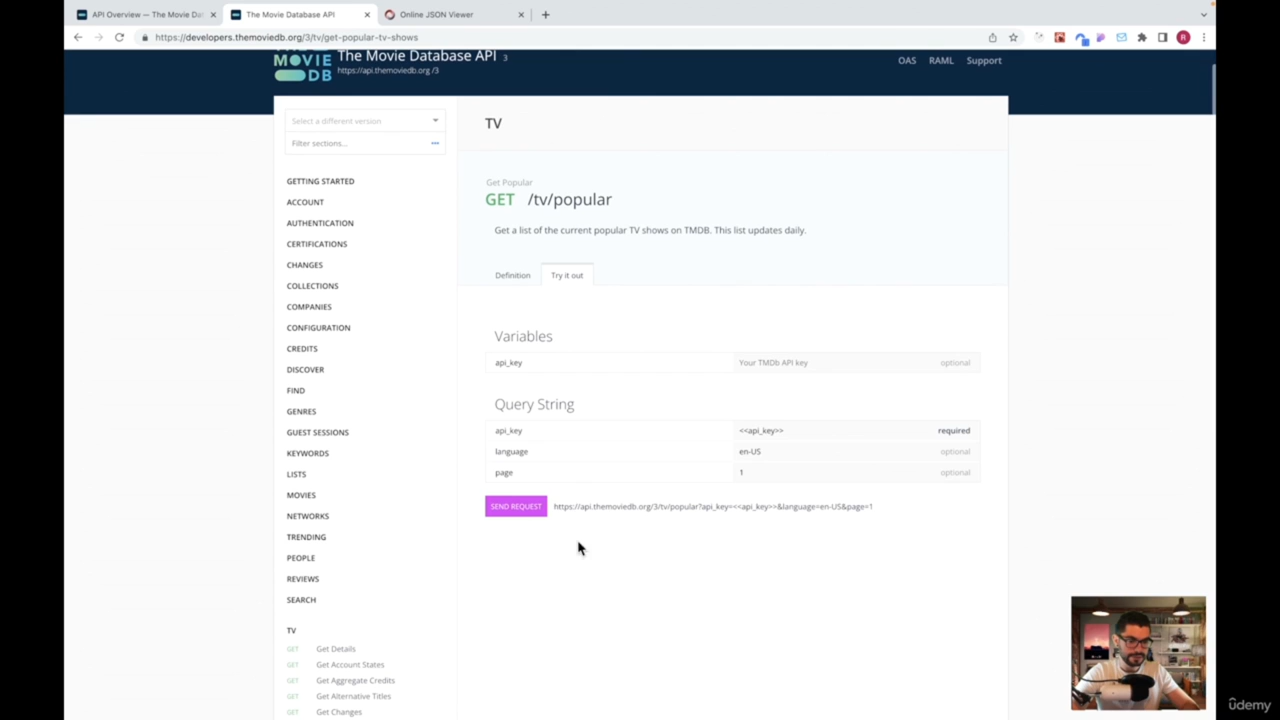 API Overview — The Movie Dat
The Movie Database API
Online JSON Viewer
https://developers.themoviedb.org/3/tv/get-popular-tv-shows
R
THE
MOVIE
DB
The Movie Database API 3
https://api.themoviedb.org /3
OAS
RAML
Support
Select a different version
Filter sections...
GETTING STARTED
ACCOUNT
AUTHENTICATION
CERTIFICATIONS
CHANGES
COLLECTIONS
COMPANIES
CONFIGURATION
CREDITS
DISCOVER
FIND
GENRES
GUEST SESSIONS
KEYWORDS
LISTS
MOVIES
NETWORKS
TRENDING
PEOPLE
REVIEWS
SEARCH
TV
GET Get Details
GET Get Account States
GET Get Aggregate Credits
GET Get Alternative Titles
GET Get Changes
TV
Get Popular
GET /tv/popular
Get a list of the current popular TV shows on TMDB. This list updates daily.
Definition
Try it out
Variables
api_key Your TMDb API key optional
Query String
api_key <<api_key>> required
language en-US optional
page 1 optional
SEND REQUEST https://api.themoviedb.org/3/tv/popular?api_key=<<api_key>>&language=en-US&page=1
ûdemy